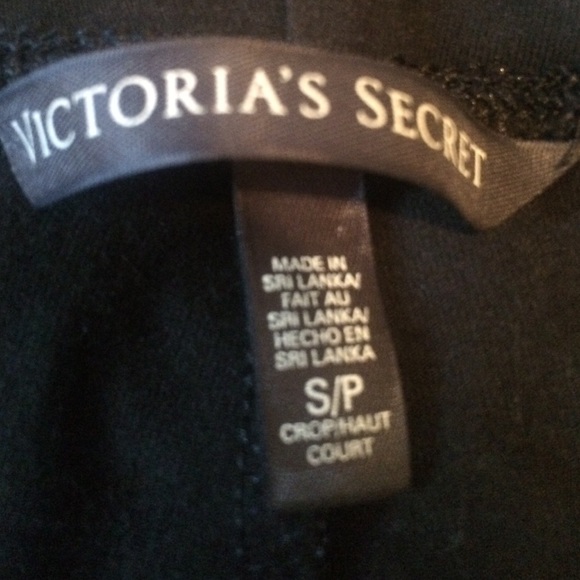 VICTORIA'S SECRET
MADE IN
SRI LANKA/
FAIT AU
SRI LANKA/
HECHO EN
SRI LANKA
S/P
CROP/HAUT
COURT